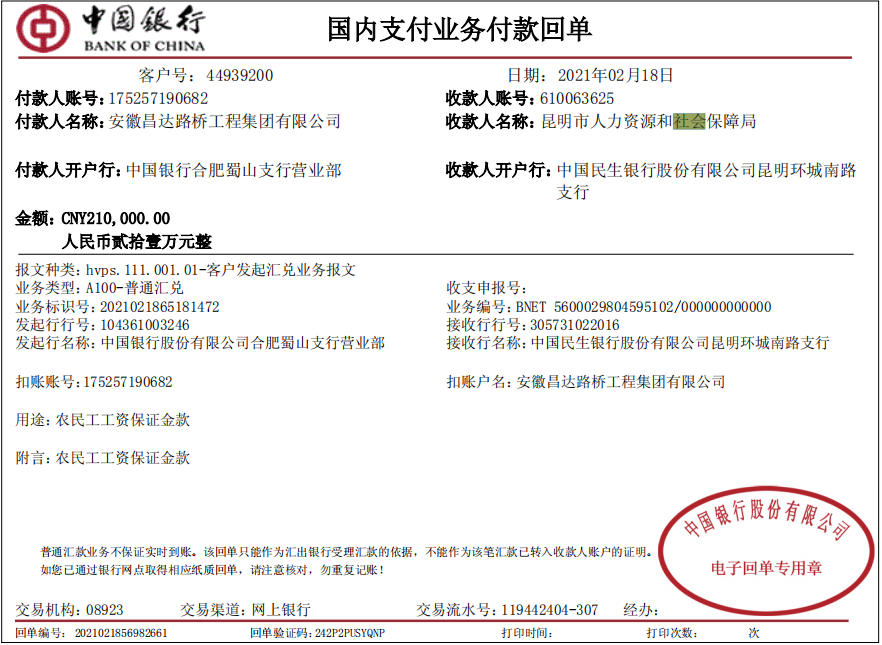 中国银行
BANK OF CHINA
国内支付业务付款回单
客户号：44939200 日期：2021年02月18日
付款人账号：175257190682 收款人账号：610063625
付款人名称：安徽昌达路桥工程集团有限公司 收款人名称：昆明市人力资源和社会保障局
付款人开户行：中国银行合肥蜀山支行营业部 收款人开户行：中国民生银行股份有限公司昆明环城南路
支行
金额：CNY210,000.00
人民币贰拾壹万元整
报文种类：hvps.111.001.01-客户发起汇兑业务报文
业务类型：A100-普通汇兑 收支申报号：
业务标识号：2021021865181472 业务编号：BNET 5600029804595102/000000000000
发起行行号：104361003246 接收行行号：305731022016
发起行名称：中国银行股份有限公司合肥蜀山支行营业部 接收行名称：中国民生银行股份有限公司昆明环城南路支行
扣账账号：175257190682 扣账户名：安徽昌达路桥工程集团有限公司
用途：农民工工资保证金款
附言：农民工工资保证金款
中国银行股份有限公司
电子回单专用章
普通汇款业务不保证实时到账。该回单只能作为汇出银行受理汇款的依据，不能作为该笔汇款已转入收款人账户的证明。
如您已通过银行网点取得相应纸质回单，请注意核对，勿重复记账！
交易机构：08923 交易渠道：网上银行 交易流水号：119442404-307 经办：
回单编号：2021021856982661 回单验证码：242P2PUSYQNP 打印时间： 打印次数： 次